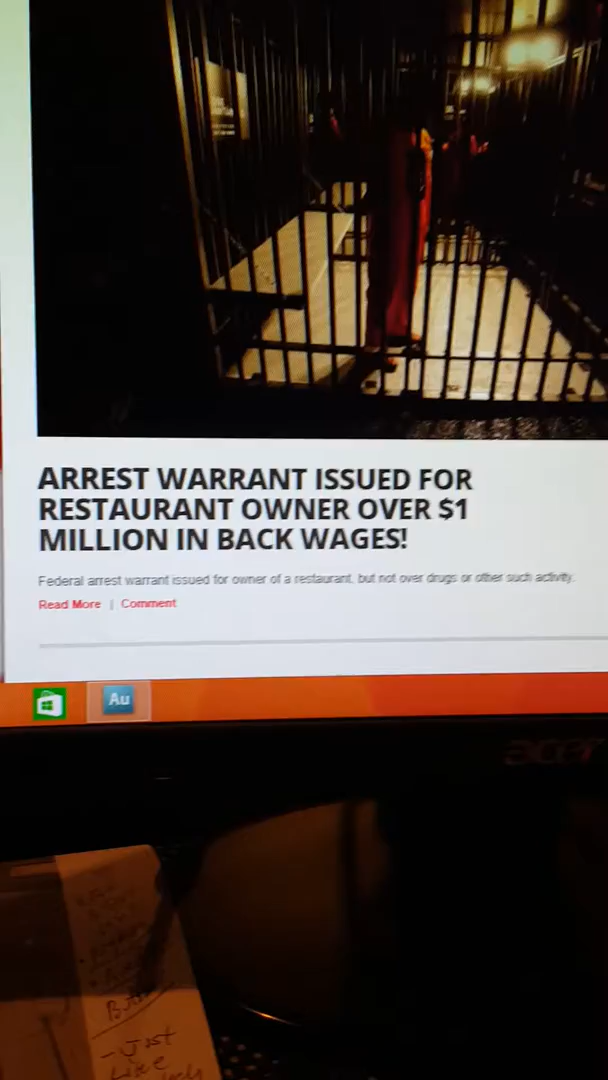 ARREST WARRANT ISSUED FOR
RESTAURANT OWNER OVER $1
MILLION IN BACK WAGES!
Federal arrest warrant issued for owner of a restaurant, but not over drugs or other such activity.
Read More | Comment
Au
acer
- Just
like